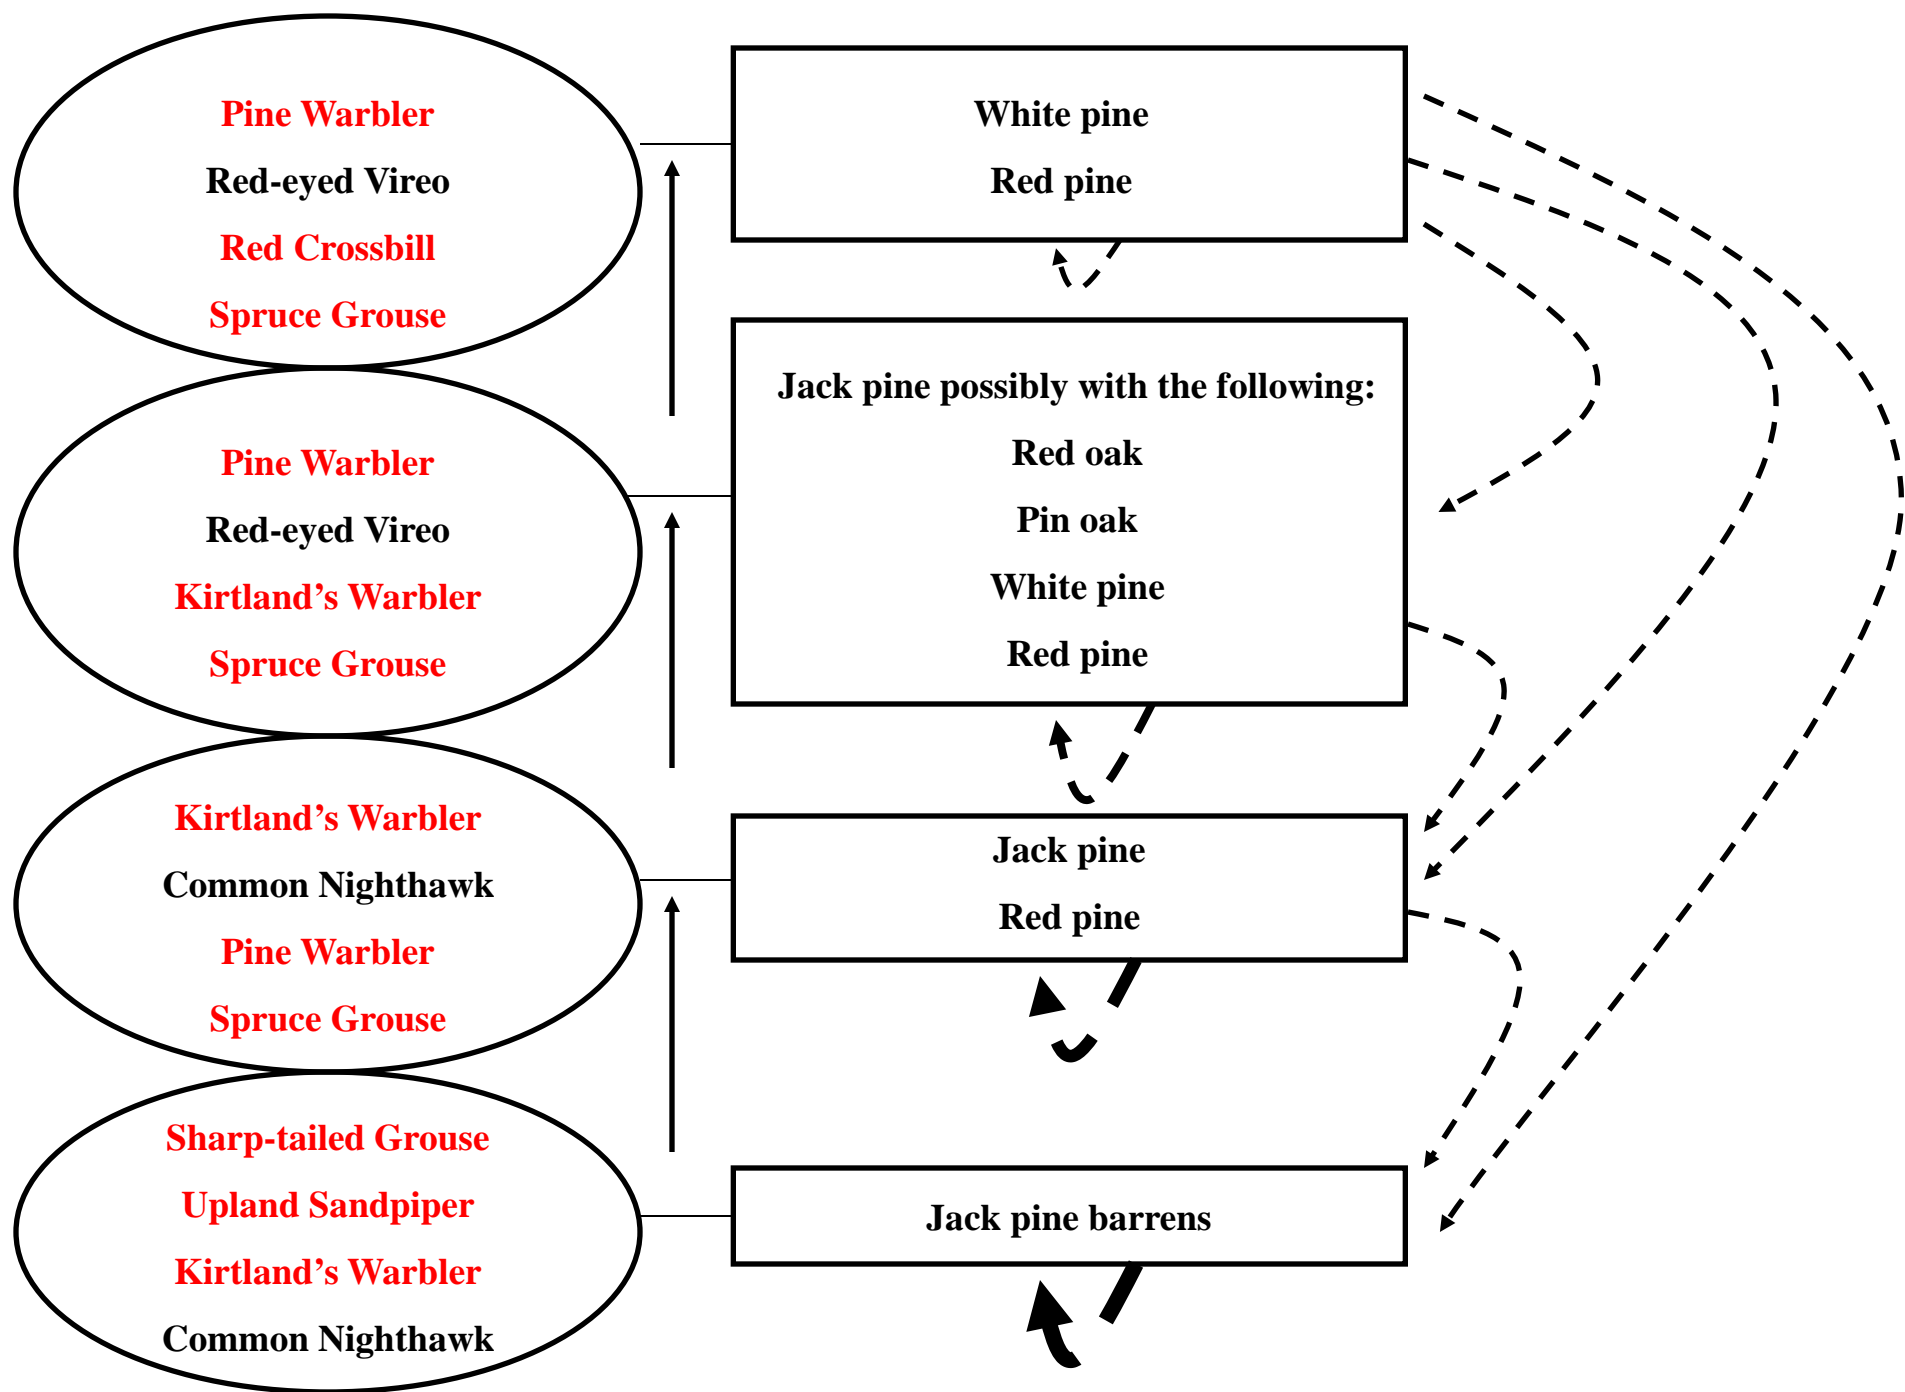 Pine Warbler
Red-eyed Vireo
Red Crossbill
Spruce Grouse
White pine
Red pine
Pine Warbler
Red-eyed Vireo
Kirtland's Warbler
Spruce Grouse
Jack pine possibly with the following:
Red oak
Pin oak
White pine
Red pine
Kirtland's Warbler
Common Nighthawk
Pine Warbler
Spruce Grouse
Jack pine
Red pine
Sharp-tailed Grouse
Upland Sandpiper
Kirtland's Warbler
Common Nighthawk
Jack pine barrens